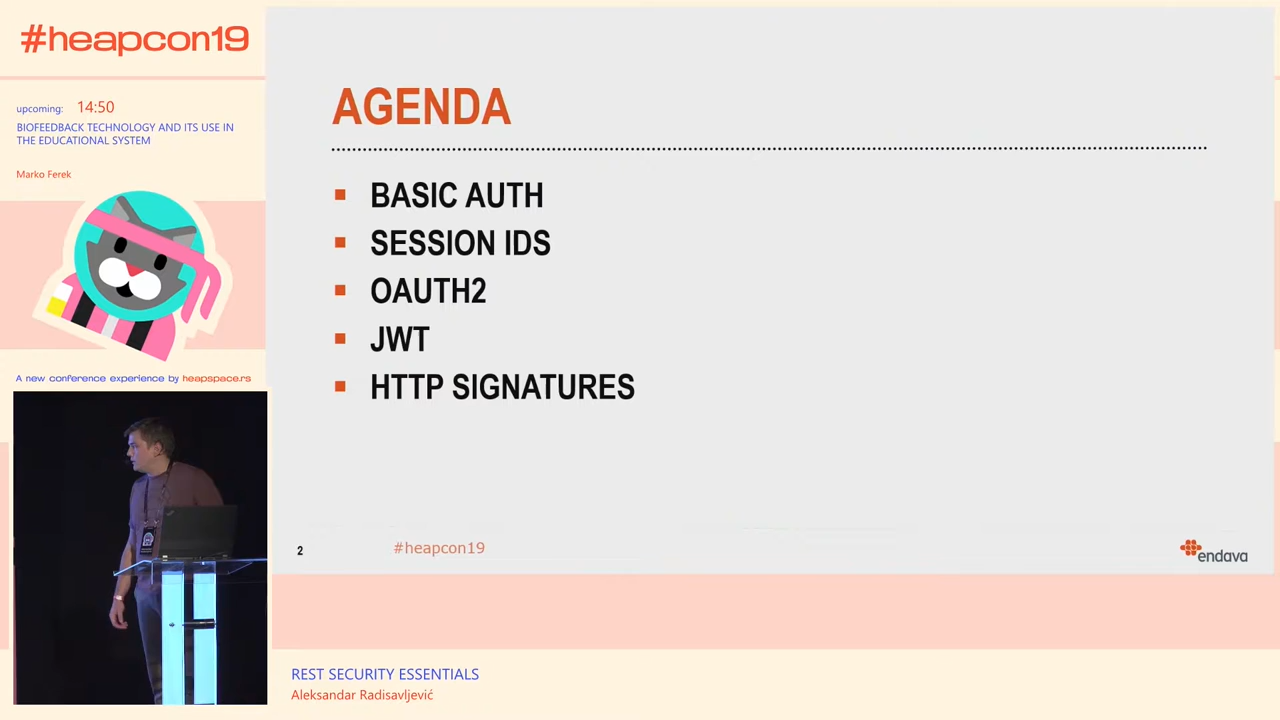 #heapcon19
upcoming: 14:50
BIOFEEDBACK TECHNOLOGY AND ITS USE IN
THE EDUCATIONAL SYSTEM
Marko Ferek
A new conference experience by heapspace.rs
AGENDA
BASIC AUTH
SESSION IDS
OAUTH2
JWT
HTTP SIGNATURES
2
#heapcon19
endava
REST SECURITY ESSENTIALS
Aleksandar Radisavljević